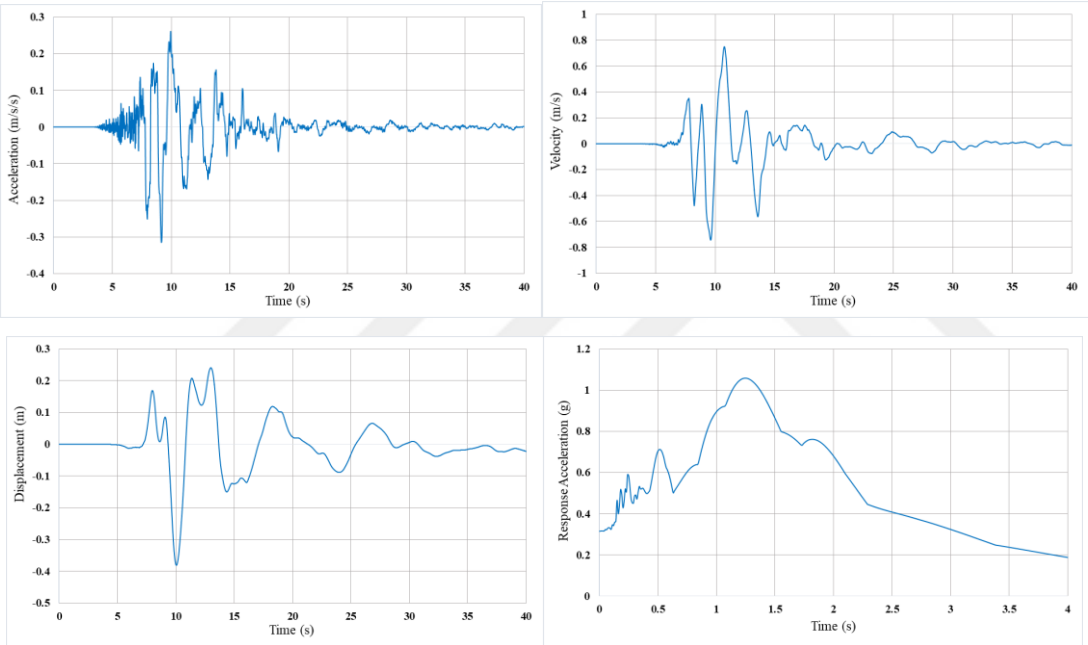 Acceleration (m/s/s)
0.3
0.2
0.1
0
-0.1
-0.2
-0.3
-0.4
0 5 10 15 20 25 30 35 40
Time (s)
Velocity (m/s)
1
0.8
0.6
0.4
0.2
0
-0.2
-0.4
-0.6
-0.8
-1
0 5 10 15 20 25 30 35 40
Time (s)
Displacement (m)
0.3
0.2
0.1
0
-0.1
-0.2
-0.3
-0.4
-0.5
0 5 10 15 20 25 30 35 40
Time (s)
Response Acceleration (g)
1.2
1
0.8
0.6
0.4
0.2
0
0 0.5 1 1.5 2 2.5 3 3.5 4
Time (s)